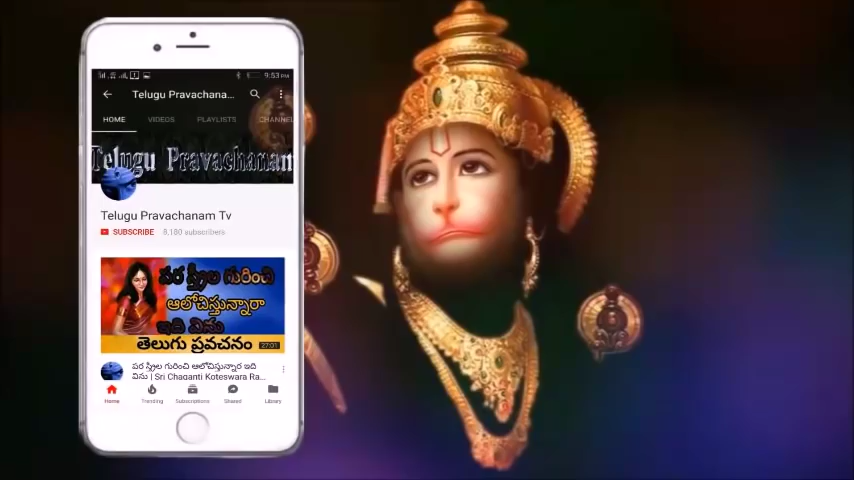 9:53 PM
Telugu Pravachana...
HOME VIDEOS PLAYLISTS CHANNEL
Telugu Pravachanam
Telugu Pravachanam Tv
SUBSCRIBE 8,180 subscribers
పర స్త్రీల గురించి
ఆలోచిస్తున్నారా
ఇది విను
తెలుగు ప్రవచనం 27:01
పర స్త్రీల గురించి ఆలోచిస్తున్నార ఇది
విను | Sri Chaganti Koteswara Ra...
Home Trending Subscriptions Shared Library